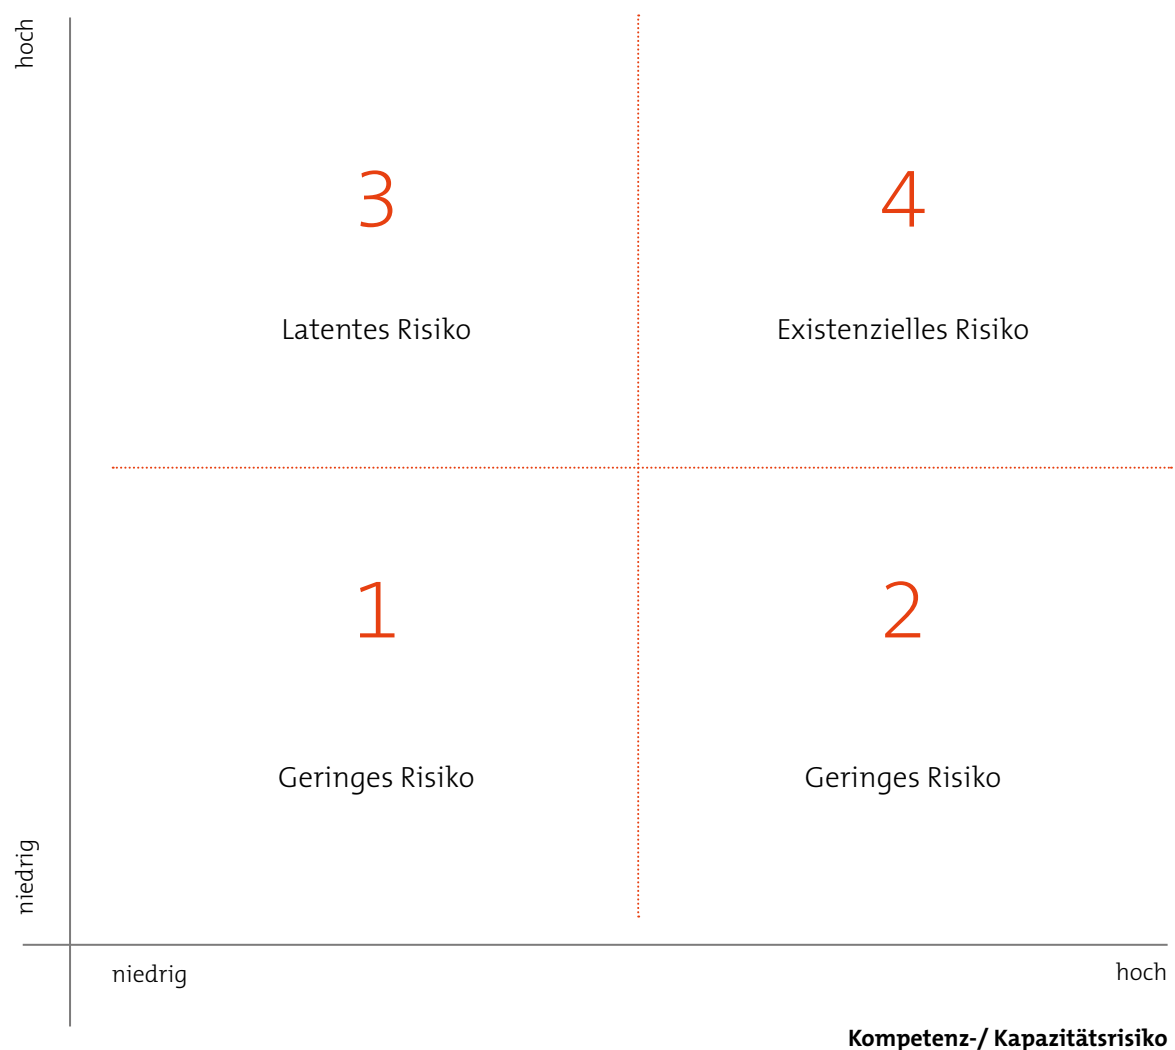 hoch
3
4
Latentes Risiko
Existenzielles Risiko
1
2
Geringes Risiko
Geringes Risiko
niedrig
niedrig
hoch
Kompetenz-/ Kapazitätsrisiko